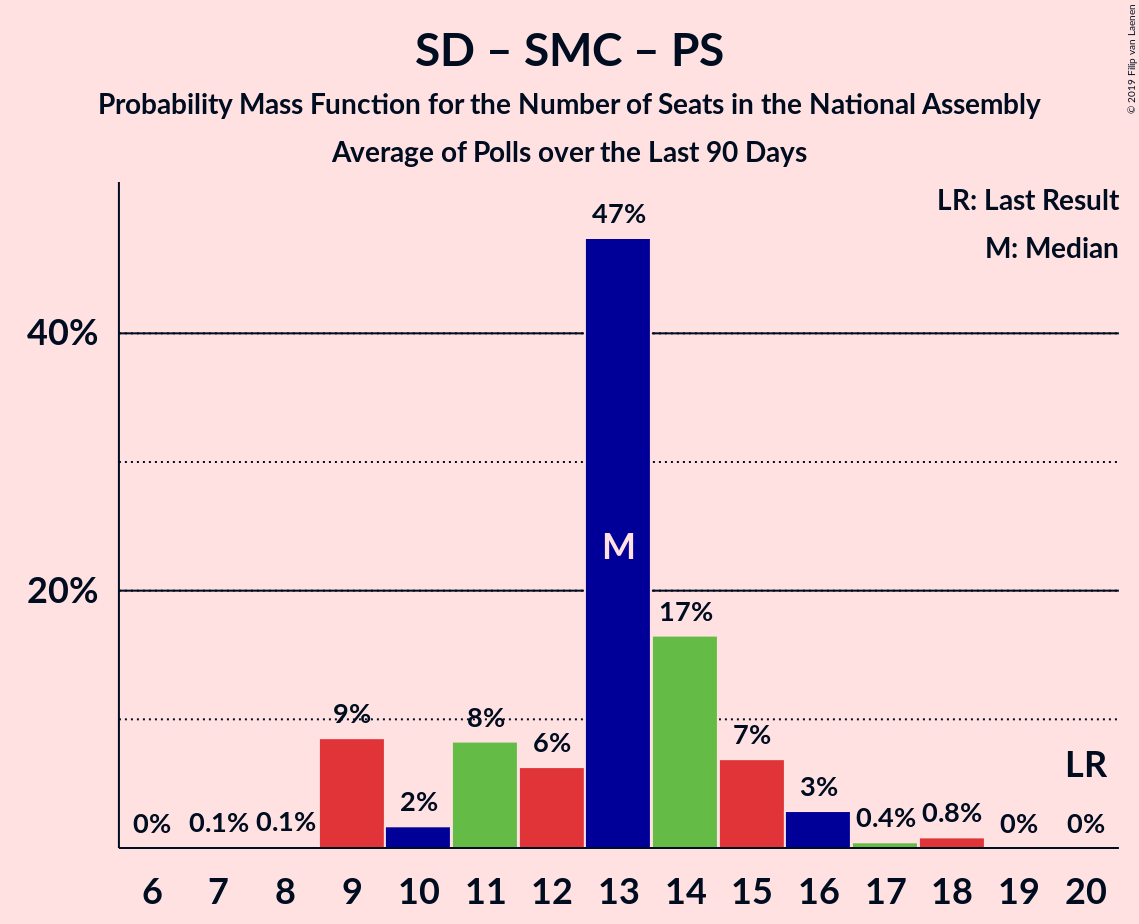 SD – SMC – PS
Probability Mass Function for the Number of Seats in the National Assembly
Average of Polls over the Last 90 Days
© 2019 Filip van Laenen
LR: Last Result
M: Median
40%
20%
0%
0.1%
0.1%
9%
2%
8%
6%
47%
M
17%
7%
3%
0.4%
0.8%
0%
LR
0%
6 7 8 9 10 11 12 13 14 15 16 17 18 19 20